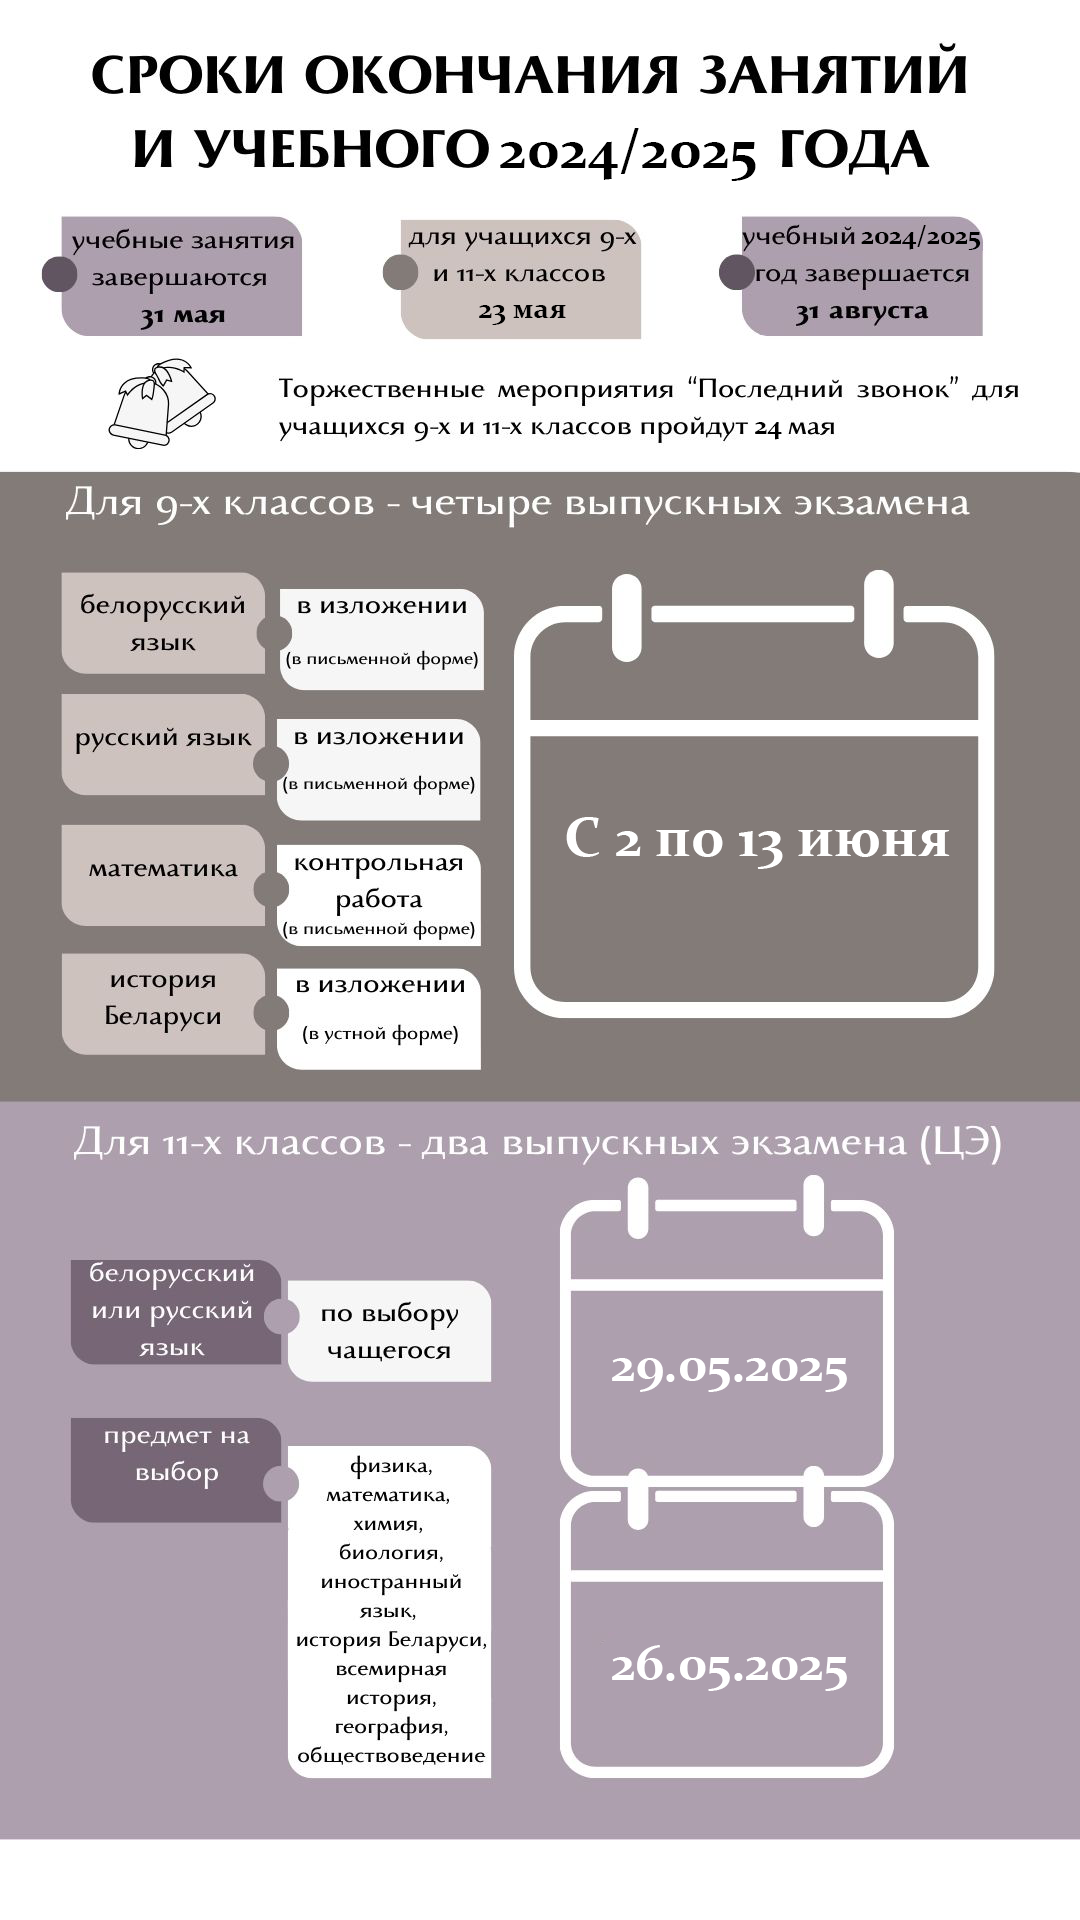 СРОКИ ОКОНЧАНИЯ ЗАНЯТИЙ
И УЧЕБНОГО 2024/2025 ГОДА
учебные занятия
завершаются
31 мая
для учащихся 9-х
и 11-х классов
23 мая
учебный 2024/2025
год завершается
31 августа
Торжественные мероприятия “Последний звонок” для
учащихся 9-х и 11-х классов пройдут 24 мая
Для 9-х классов - четыре выпускных экзамена
белорусский
язык
в изложении
(в письменной форме)
русский язык
в изложении
(в письменной форме)
математика
контрольная
работа
(в письменной форме)
история
Беларуси
в изложении
(в устной форме)
С 2 по 13 июня
Для 11-х классов - два выпускных экзамена (ЦЭ)
белорусский
или русский
язык
по выбору
чащегося
29.05.2025
предмет на
выбор
физика,
математика,
химия,
биология,
иностранный
язык,
история Беларуси,
всемирная
история,
география,
обществоведение
26.05.2025